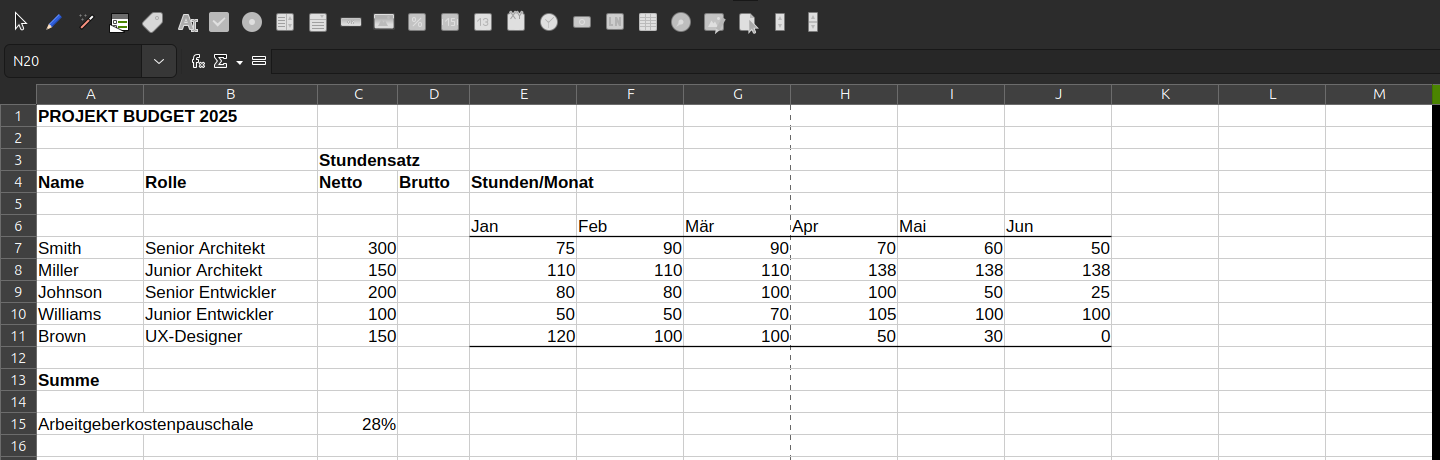 N20
A B C D E F G H I J K L M
1 PROJEKT BUDGET 2025
2
3 Stundensatz
4 Name Rolle Netto Brutto Stunden/Monat
5
6 Jan Feb Mär Apr Mai Jun
7 Smith Senior Architekt 300 75 90 90 70 60 50
8 Miller Junior Architekt 150 110 110 110 138 138 138
9 Johnson Senior Entwickler 200 80 80 100 100 50 25
10 Williams Junior Entwickler 100 50 50 70 105 100 100
11 Brown UX-Designer 150 120 100 100 50 30 0
12
13 Summe
14
15 Arbeitgeberkostenpauschale 28%
16